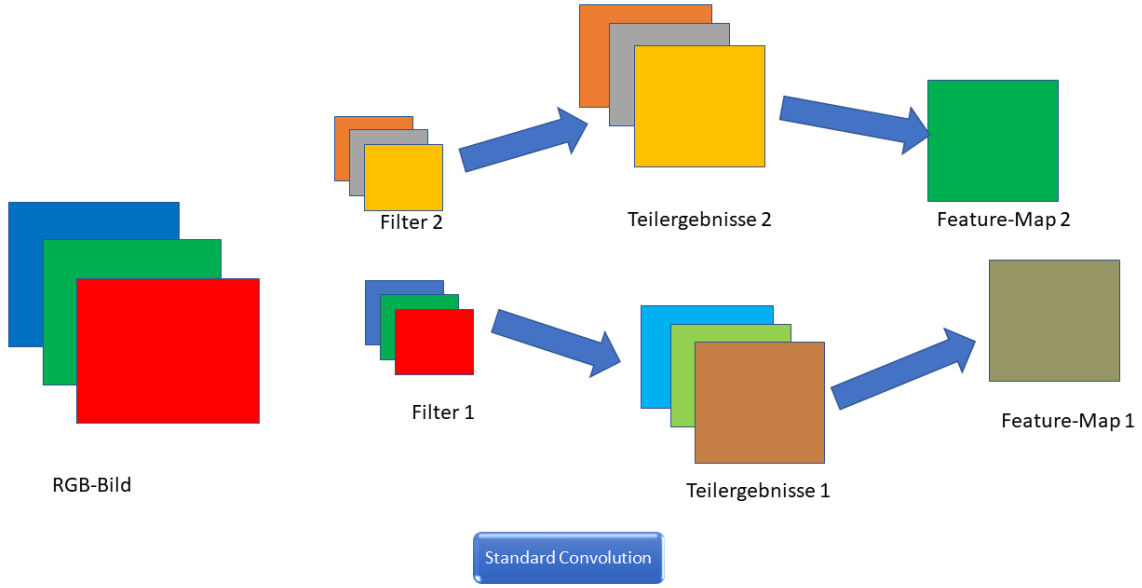 Filter 2
Teilergebnisse 2
Feature-Map 2
Filter 1
Feature-Map 1
RGB-Bild
Teilergebnisse 1
Standard Convolution